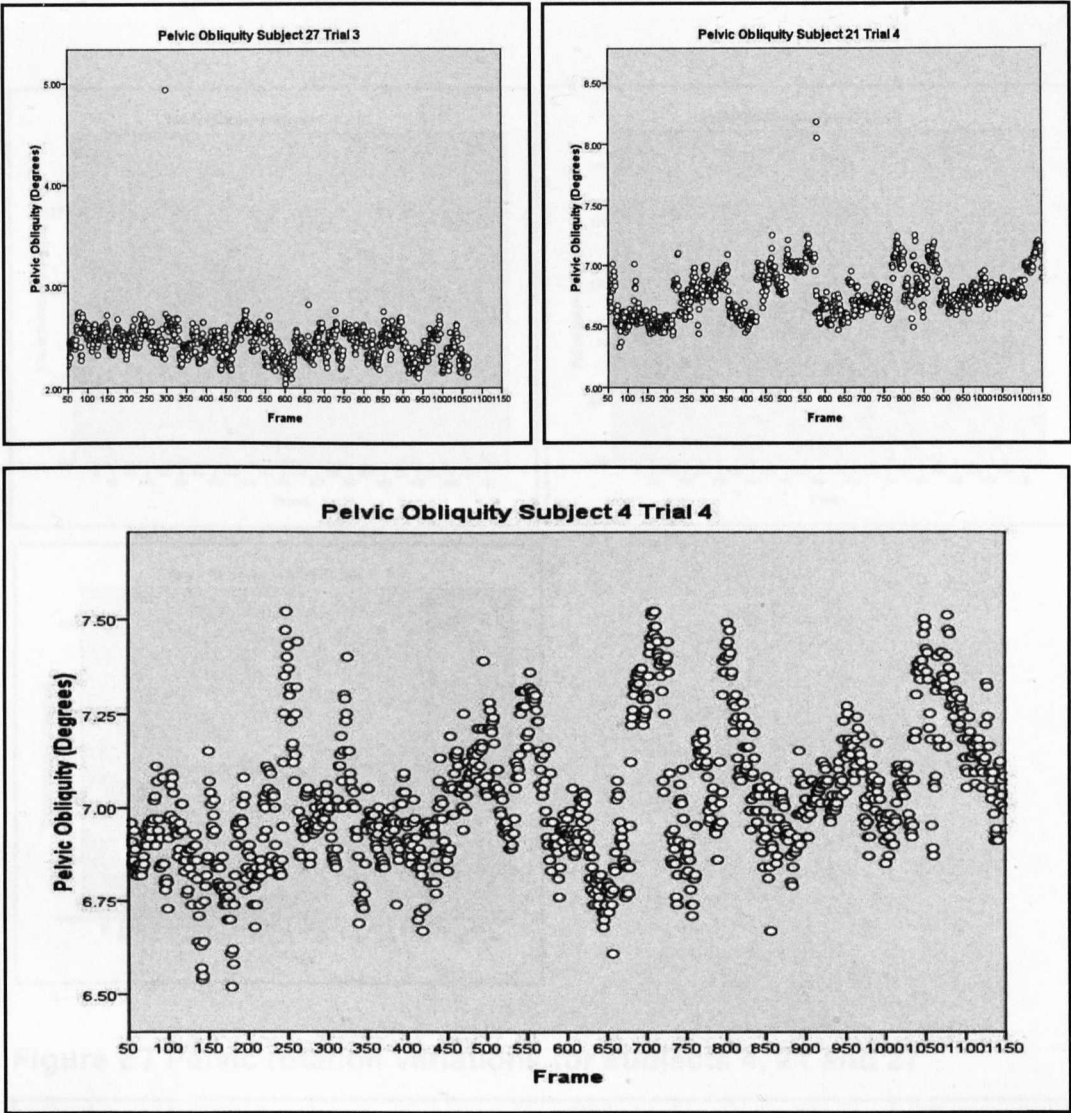 Pelvic Obliquity Subject 27 Trial 3
5.00
4.00
3.00
2.00
Pelvic Obliquity (Degrees)
50 100 150 200 250 300 350 400 450 500 550 600 650 700 750 800 850 900 950 1000 1050 1100 1150
Frame
Pelvic Obliquity Subject 21 Trial 4
8.50
8.00
7.50
7.00
6.50
6.00
Pelvic Obliquity (Degrees)
50 100 150 200 250 300 350 400 450 500 550 600 650 700 750 800 850 900 950 1000 1050 1100 1150
Frame
Pelvic Obliquity Subject 4 Trial 4
7.50
7.25
7.00
6.75
6.50
Pelvic Obliquity (Degrees)
50 100 150 200 250 300 350 400 450 500 550 600 650 700 750 800 850 900 950 1000 1050 1100 1150
Frame